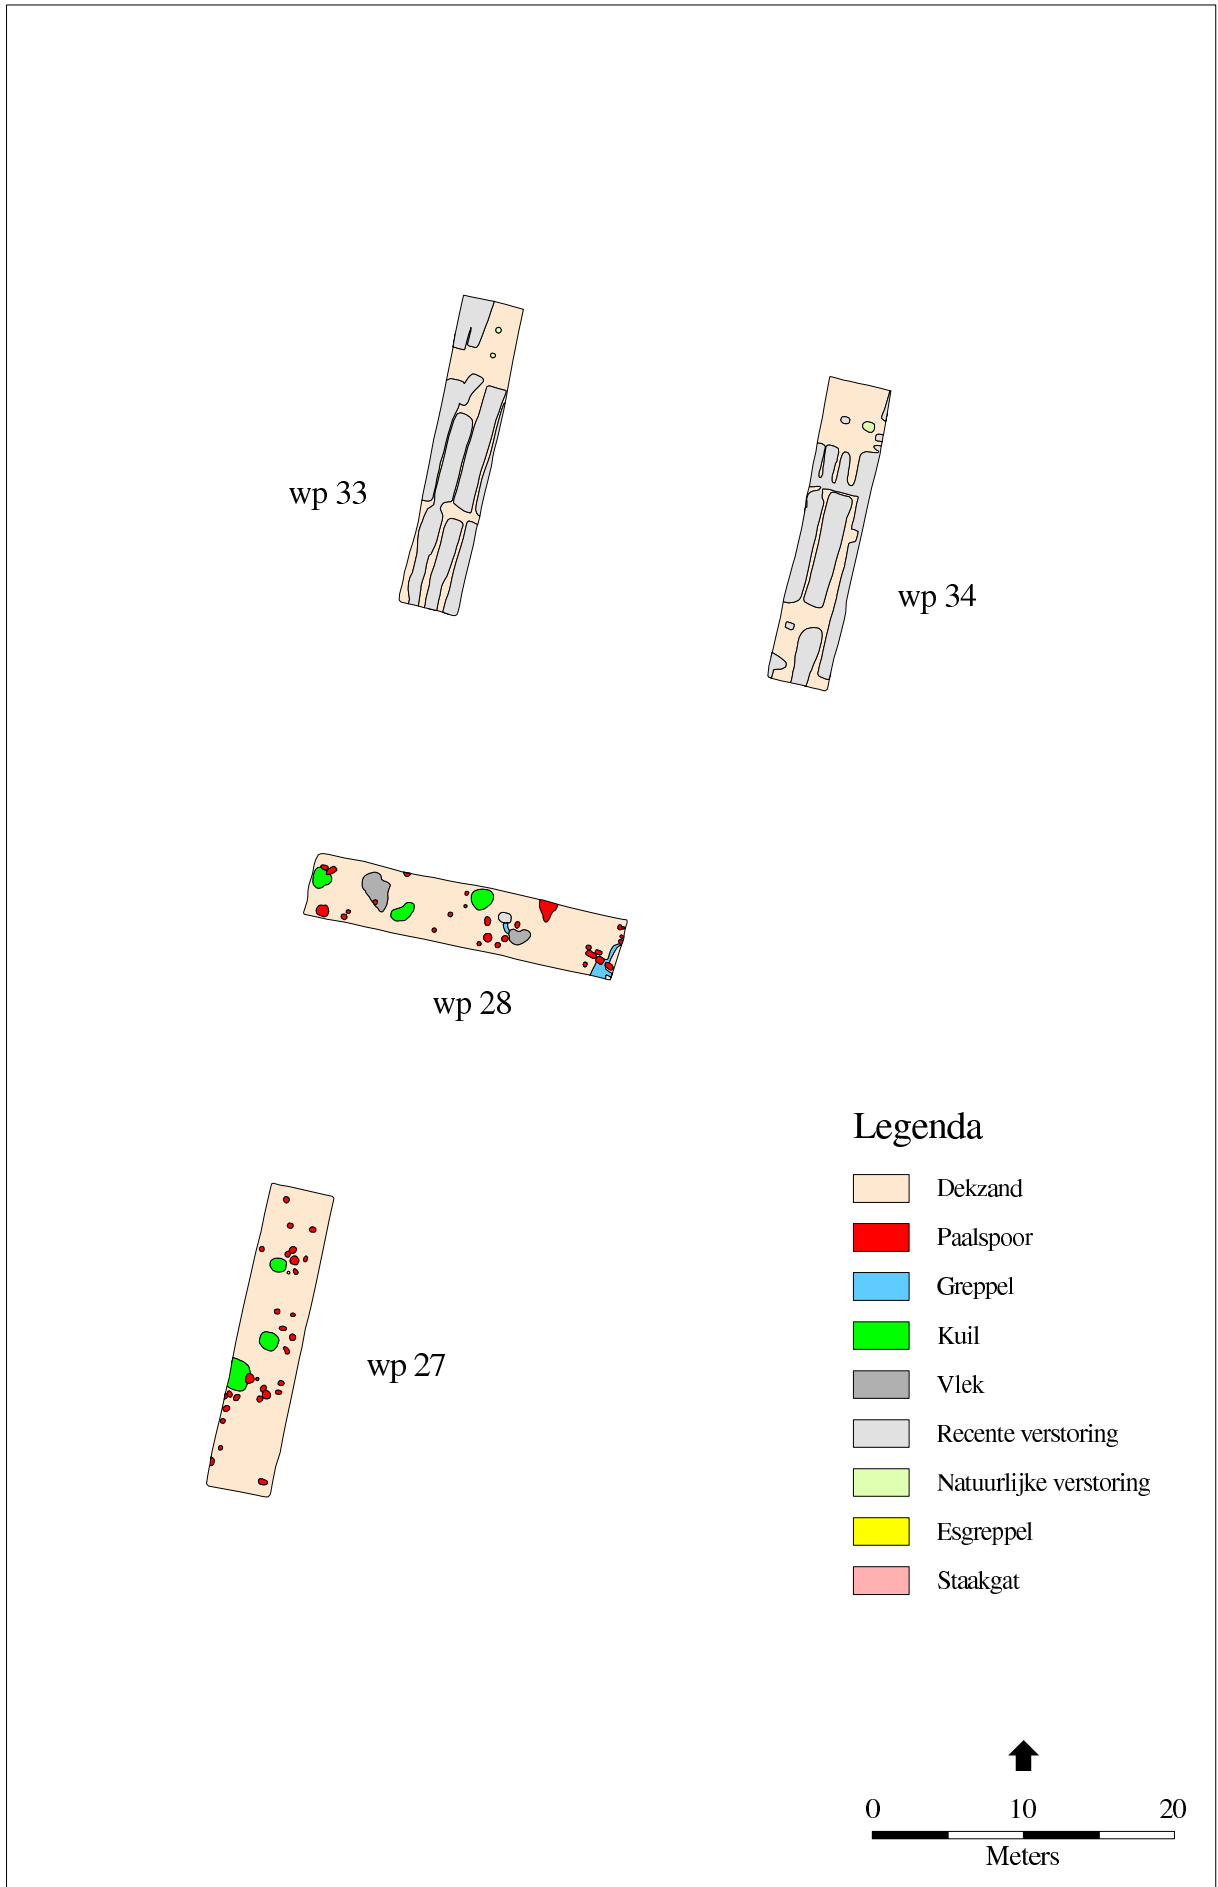 wp 33
wp 34
wp 28
wp 27
Legenda
Dekzand
Paalspoor
Greppel
Kuil
Vlek
Recente verstoring
Natuurlijke verstoring
Esgreppel
Staakgat
0 10 20
Meters